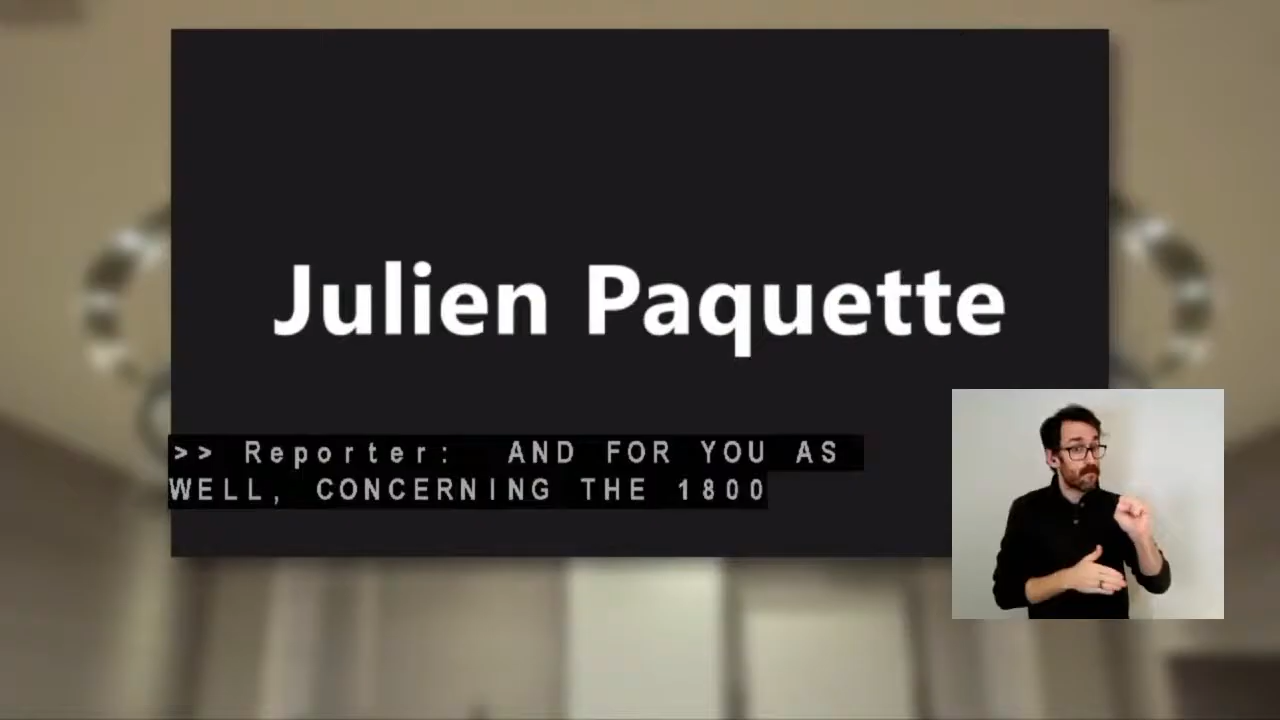 Julien Paquette
>> Reporter: AND FOR YOU AS
WELL, CONCERNING THE 1800